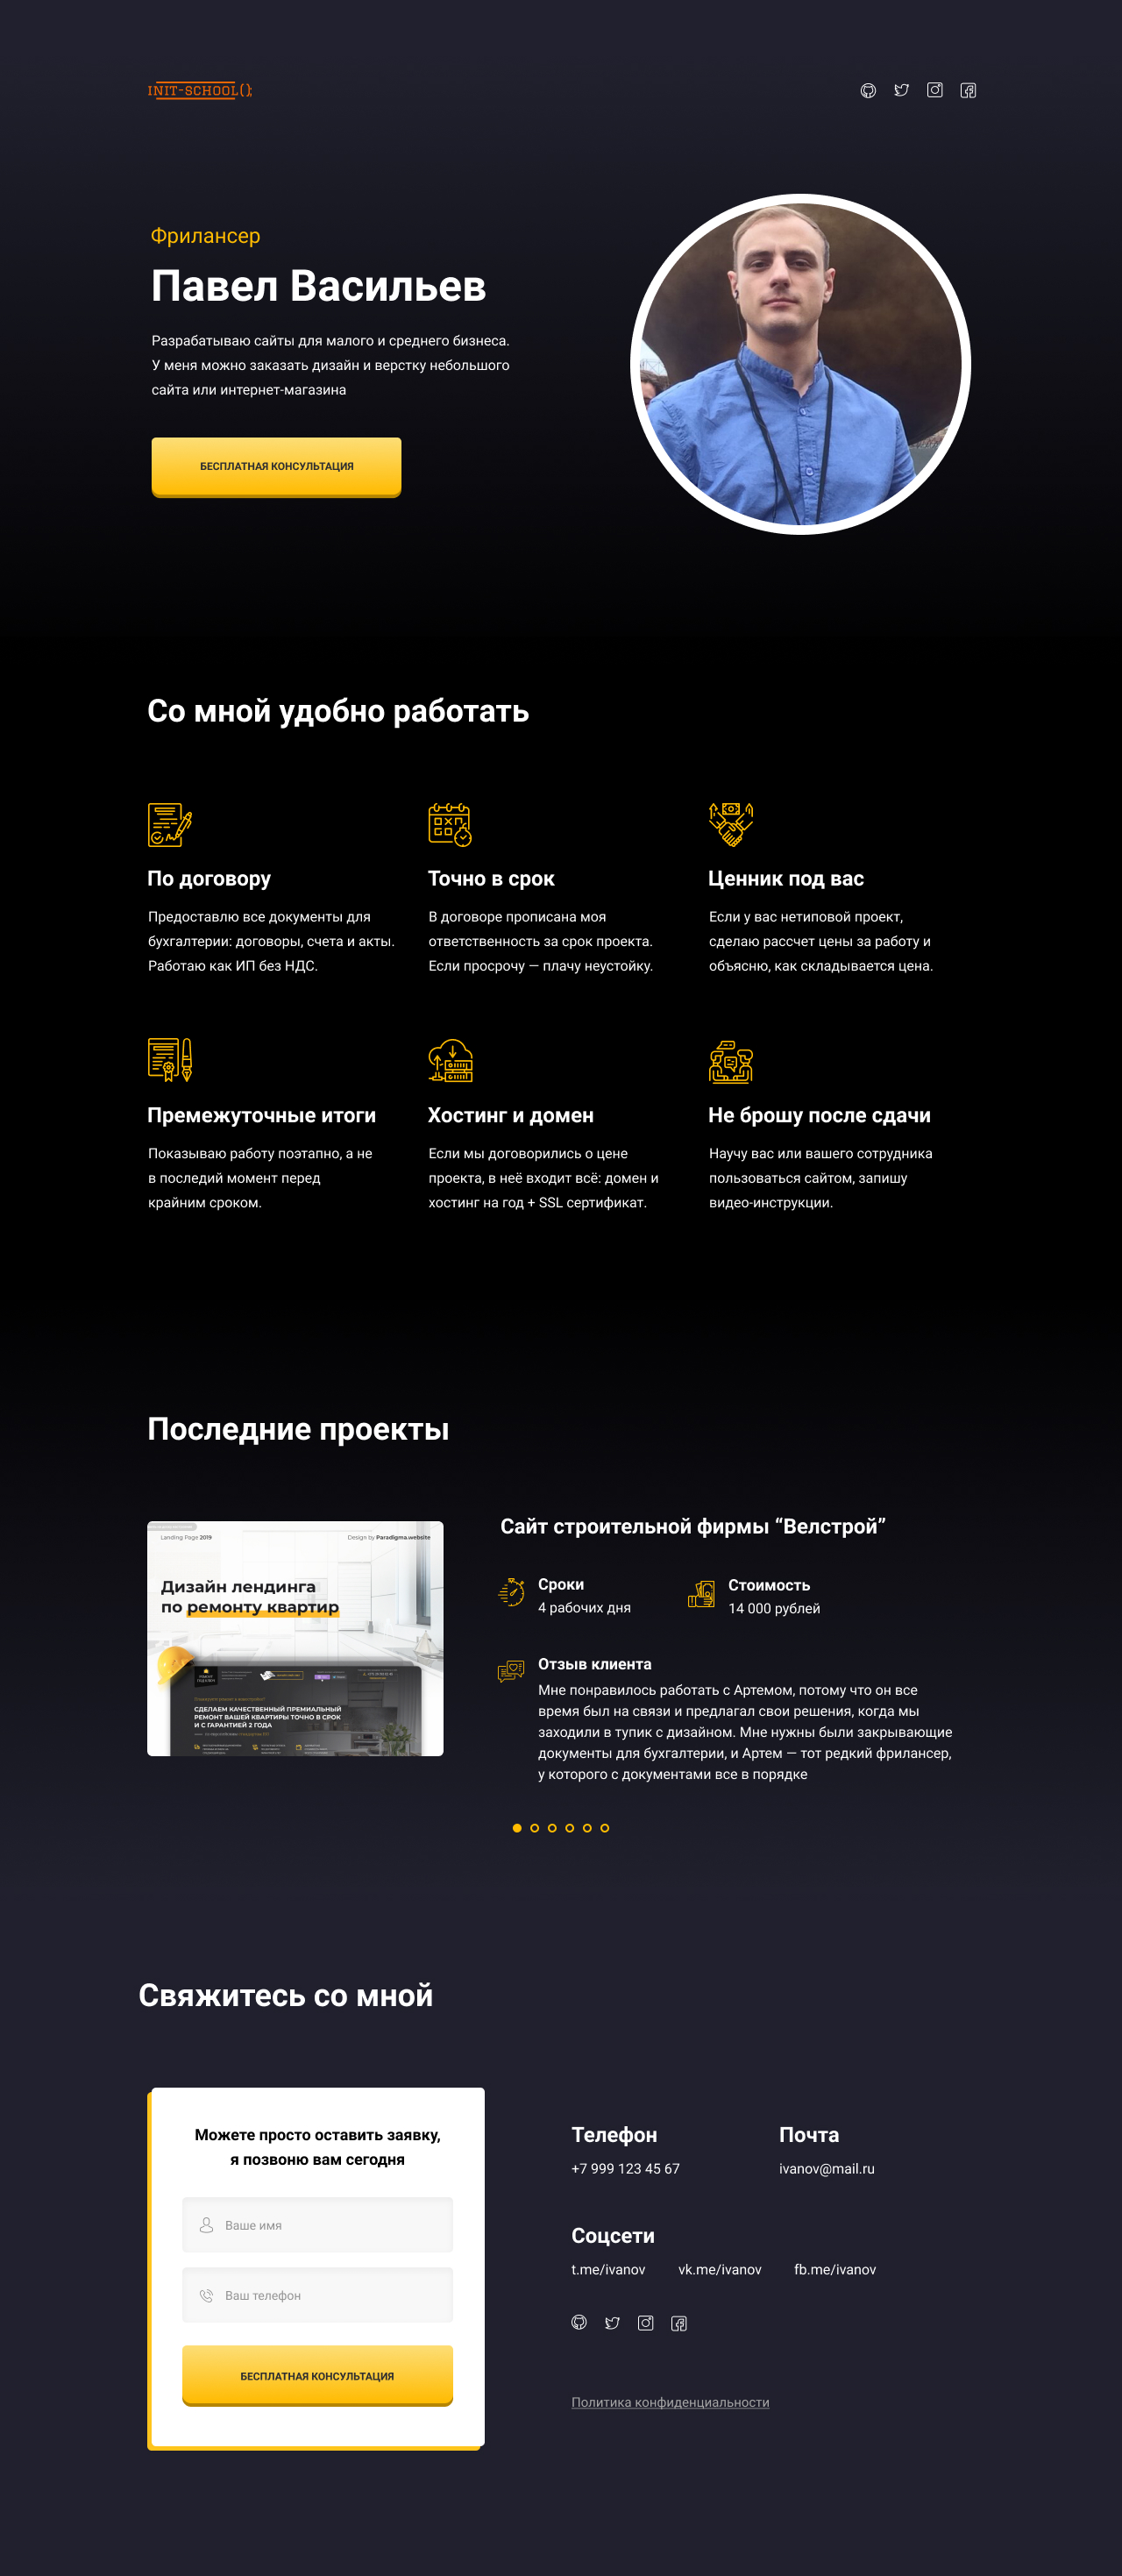 INIT-SCHOOL{}
Фрилансер
Павел Васильев
Разрабатываю сайты для малого и среднего бизнеса.
У меня можно заказать дизайн и верстку небольшого
сайта или интернет-магазина
БЕСПЛАТНАЯ КОНСУЛЬТАЦИЯ
Со мной удобно работать
По договору
Предоставлю все документы для
бухгалтерии: договоры, счета и акты.
Работаю как ИП без НДС.
Точно в срок
В договоре прописана моя
ответственность за срок проекта.
Если просрочу — плачу неустойку.
Ценник под вас
Если у вас нетиповой проект,
сделаю рассчет цены за работу и
объясню, как складывается цена.
Премежуточные итоги
Показываю работу поэтапно, а не
в последий момент перед
крайним сроком.
Хостинг и домен
Если мы договорились о цене
проекта, в неё входит всё: домен и
хостинг на год + SSL сертификат.
Не брошу после сдачи
Научу вас или вашего сотрудника
пользоваться сайтом, запишу
видео-инструкции.
Последние проекты
Landing Page 2019
Design by Paradigma.website
Дизайн лендинга
по ремонту квартир
СДЕЛАЕМ КАЧЕСТВЕННЫЙ ПРЕМИАЛЬНЫЙ
РЕМОНТ ВАШЕЙ КВАРТИРЫ ТОЧНО В СРОК
И С ГАРАНТИЕЙ 2 ГОДА
Сайт строительной фирмы “Велстрой”
Сроки
4 рабочих дня
Стоимость
14 000 рублей
Отзыв клиента
Мне понравилось работать с Артемом, потому что он все
время был на связи и предлагал свои решения, когда мы
заходили в тупик с дизайном. Мне нужны были закрывающие
документы для бухгалтерии, и Артем — тот редкий фрилансер,
у которого с документами все в порядке
Свяжитесь со мной
Можете просто оставить заявку,
я позвоню вам сегодня
Ваше имя
Ваш телефон
БЕСПЛАТНАЯ КОНСУЛЬТАЦИЯ
Телефон
+7 999 123 45 67
Почта
ivanov@mail.ru
Соцсети
t.me/ivanov
vk.me/ivanov
fb.me/ivanov
Политика конфиденциальности